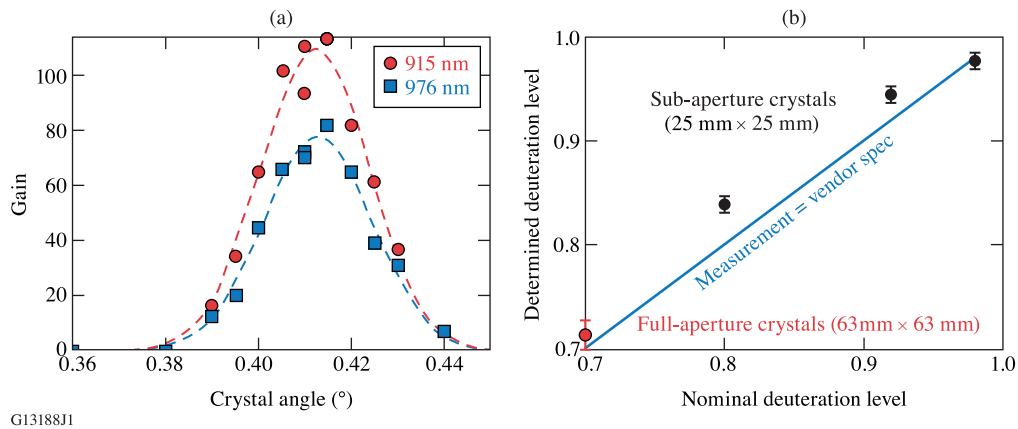 (a)
915 nm
976 nm
100
80
60
40
20
0
0.36
0.38
0.40
0.42
0.44
Gain
Crystal angle (°)
(b)
1.0
0.9
0.8
0.7
0.7
0.8
0.9
1.0
Determined deuteration level
Nominal deuteration level
Sub-aperture crystals
(25 mm × 25 mm)
Measurement = vendor spec
Full-aperture crystals (63mm × 63 mm)
G13188J1